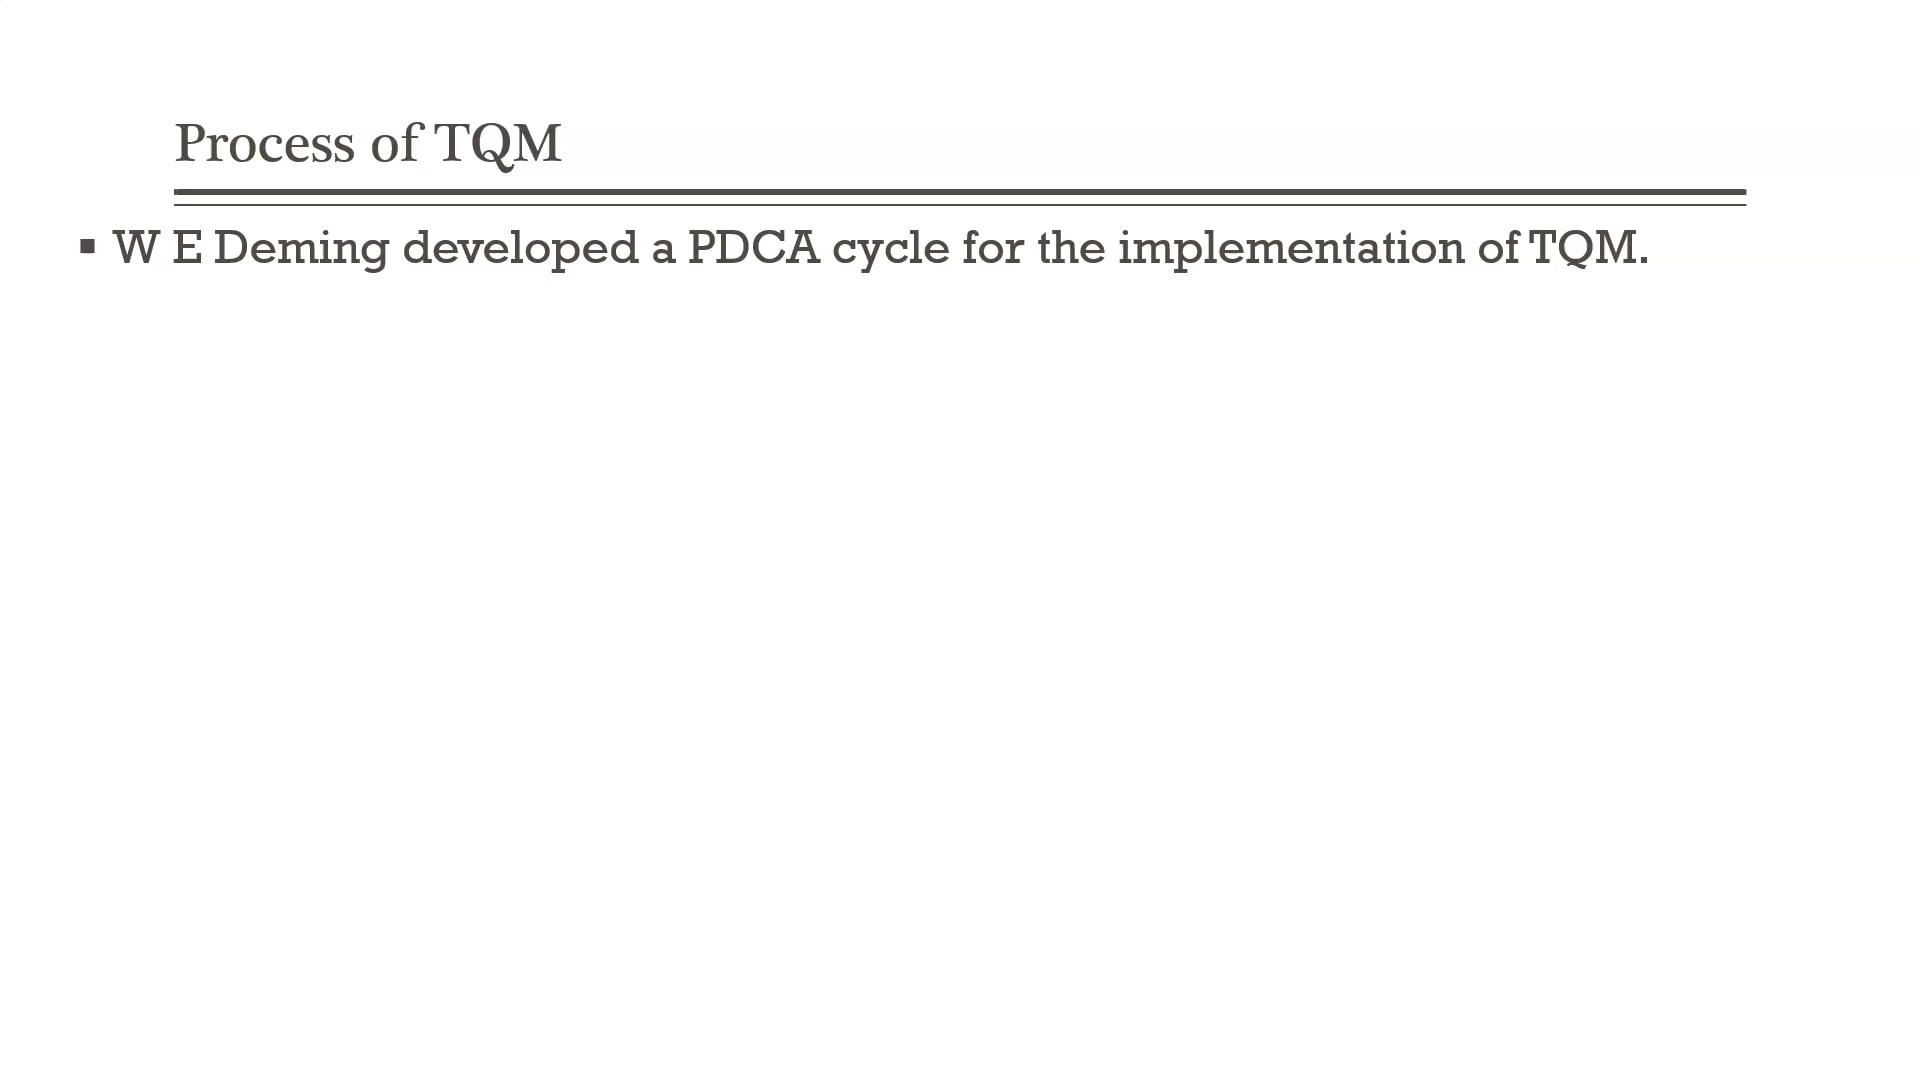 Process of TQM
▪ W E Deming developed a PDCA cycle for the implementation of TQM.